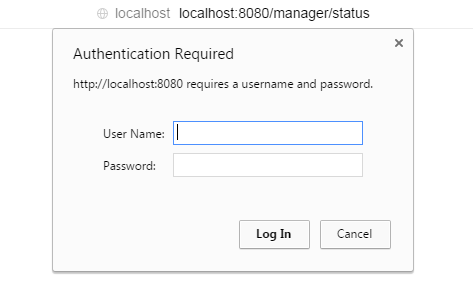 localhost localhost:8080/manager/status
Authentication Required
http://localhost:8080 requires a username and password.
User Name:
Password:
Log In Cancel